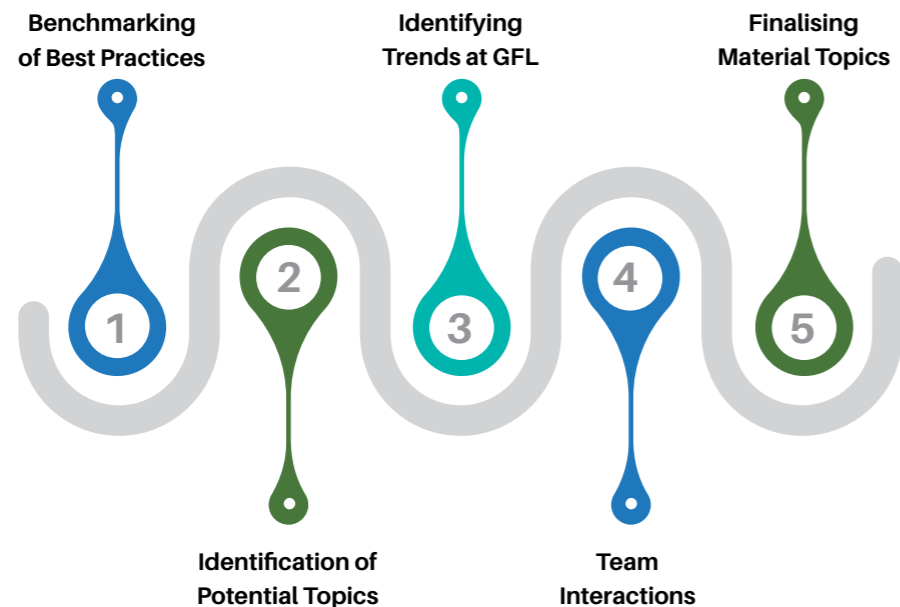 Benchmarking
of Best Practices
Identifying
Trends at GFL
Finalising
Material Topics
1
2
3
4
5
Identification of
Potential Topics
Team
Interactions